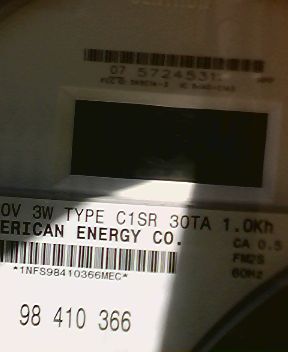 07 5724531
0V 3W TYPE C1SR 30TA 1.0Kh
ERICAN ENERGY CO.
CA 0.5
*1NFS98410366MEC*
FM2S
60Hz
98 410 366